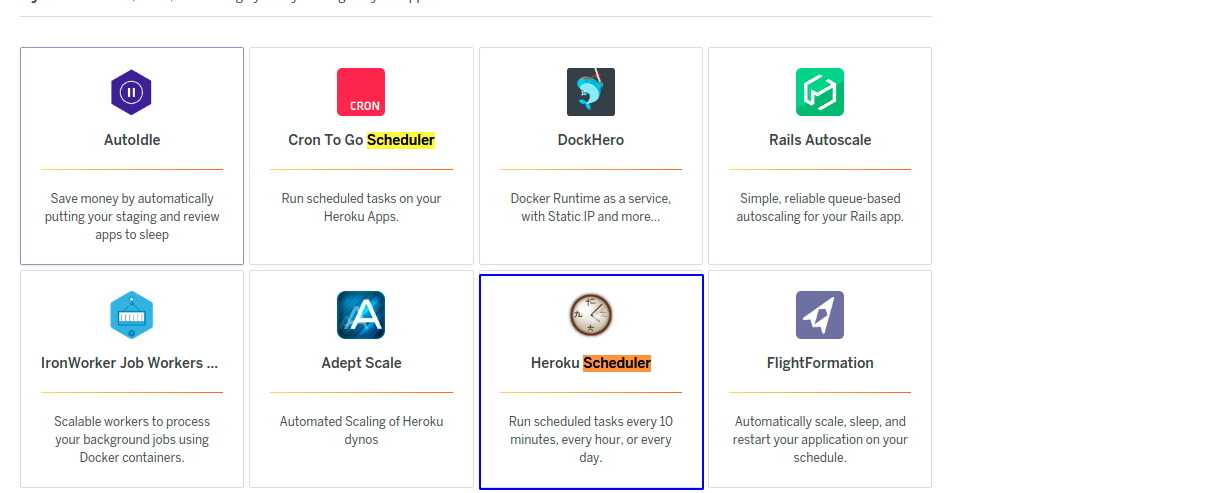 AutoIdle
Save money by automatically
putting your staging and review
apps to sleep
CRON
Cron To Go Scheduler
Run scheduled tasks on your
Heroku Apps.
DockHero
Docker Runtime as a service,
with Static IP and more...
Rails Autoscale
Simple, reliable queue-based
autoscaling for your Rails app.
IronWorker Job Workers ...
Scalable workers to process
your background jobs using
Docker containers.
A
Adept Scale
Automated Scaling of Heroku
dynos
Heroku Scheduler
Run scheduled tasks every 10
minutes, every hour, or every
day.
FlightFormation
Automatically scale, sleep, and
restart your application on your
schedule.